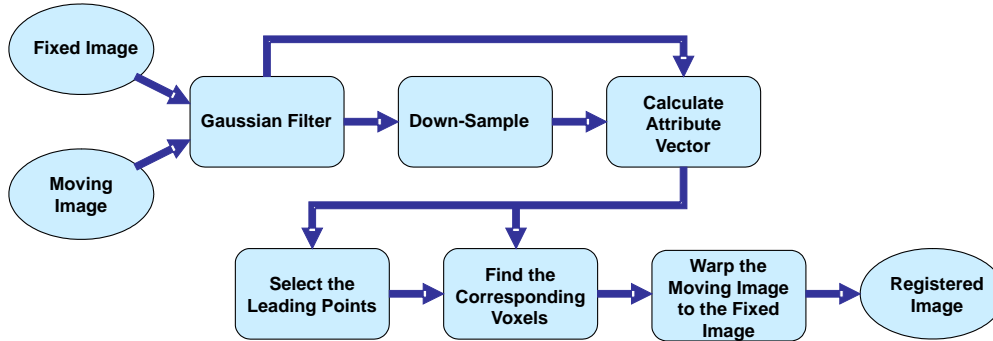 Fixed Image
Gaussian Filter
Down-Sample
Calculate
Attribute
Vector
Moving
Image
Select the
Leading Points
Find the
Corresponding
Voxels
Warp the
Moving Image
to the Fixed
Image
Registered
Image